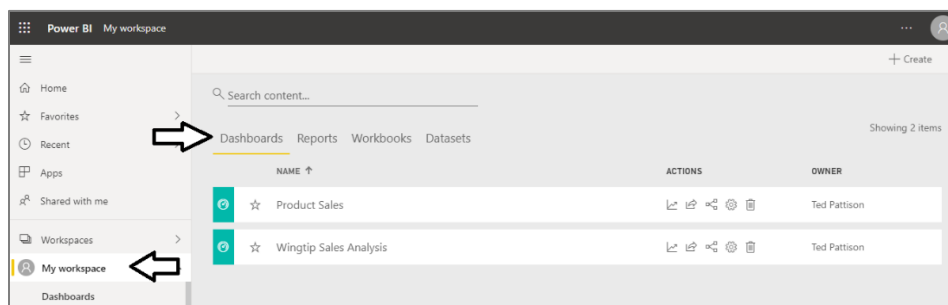 Power BI My workspace
+ Create
Home
Search content...
Favorites
Dashboards Reports Workbooks Datasets
Showing 2 items
Recent
Apps
NAME ↑ ACTIONS OWNER
Shared with me
Product Sales Ted Pattison
Workspaces
Wingtip Sales Analysis Ted Pattison
My workspace
Dashboards